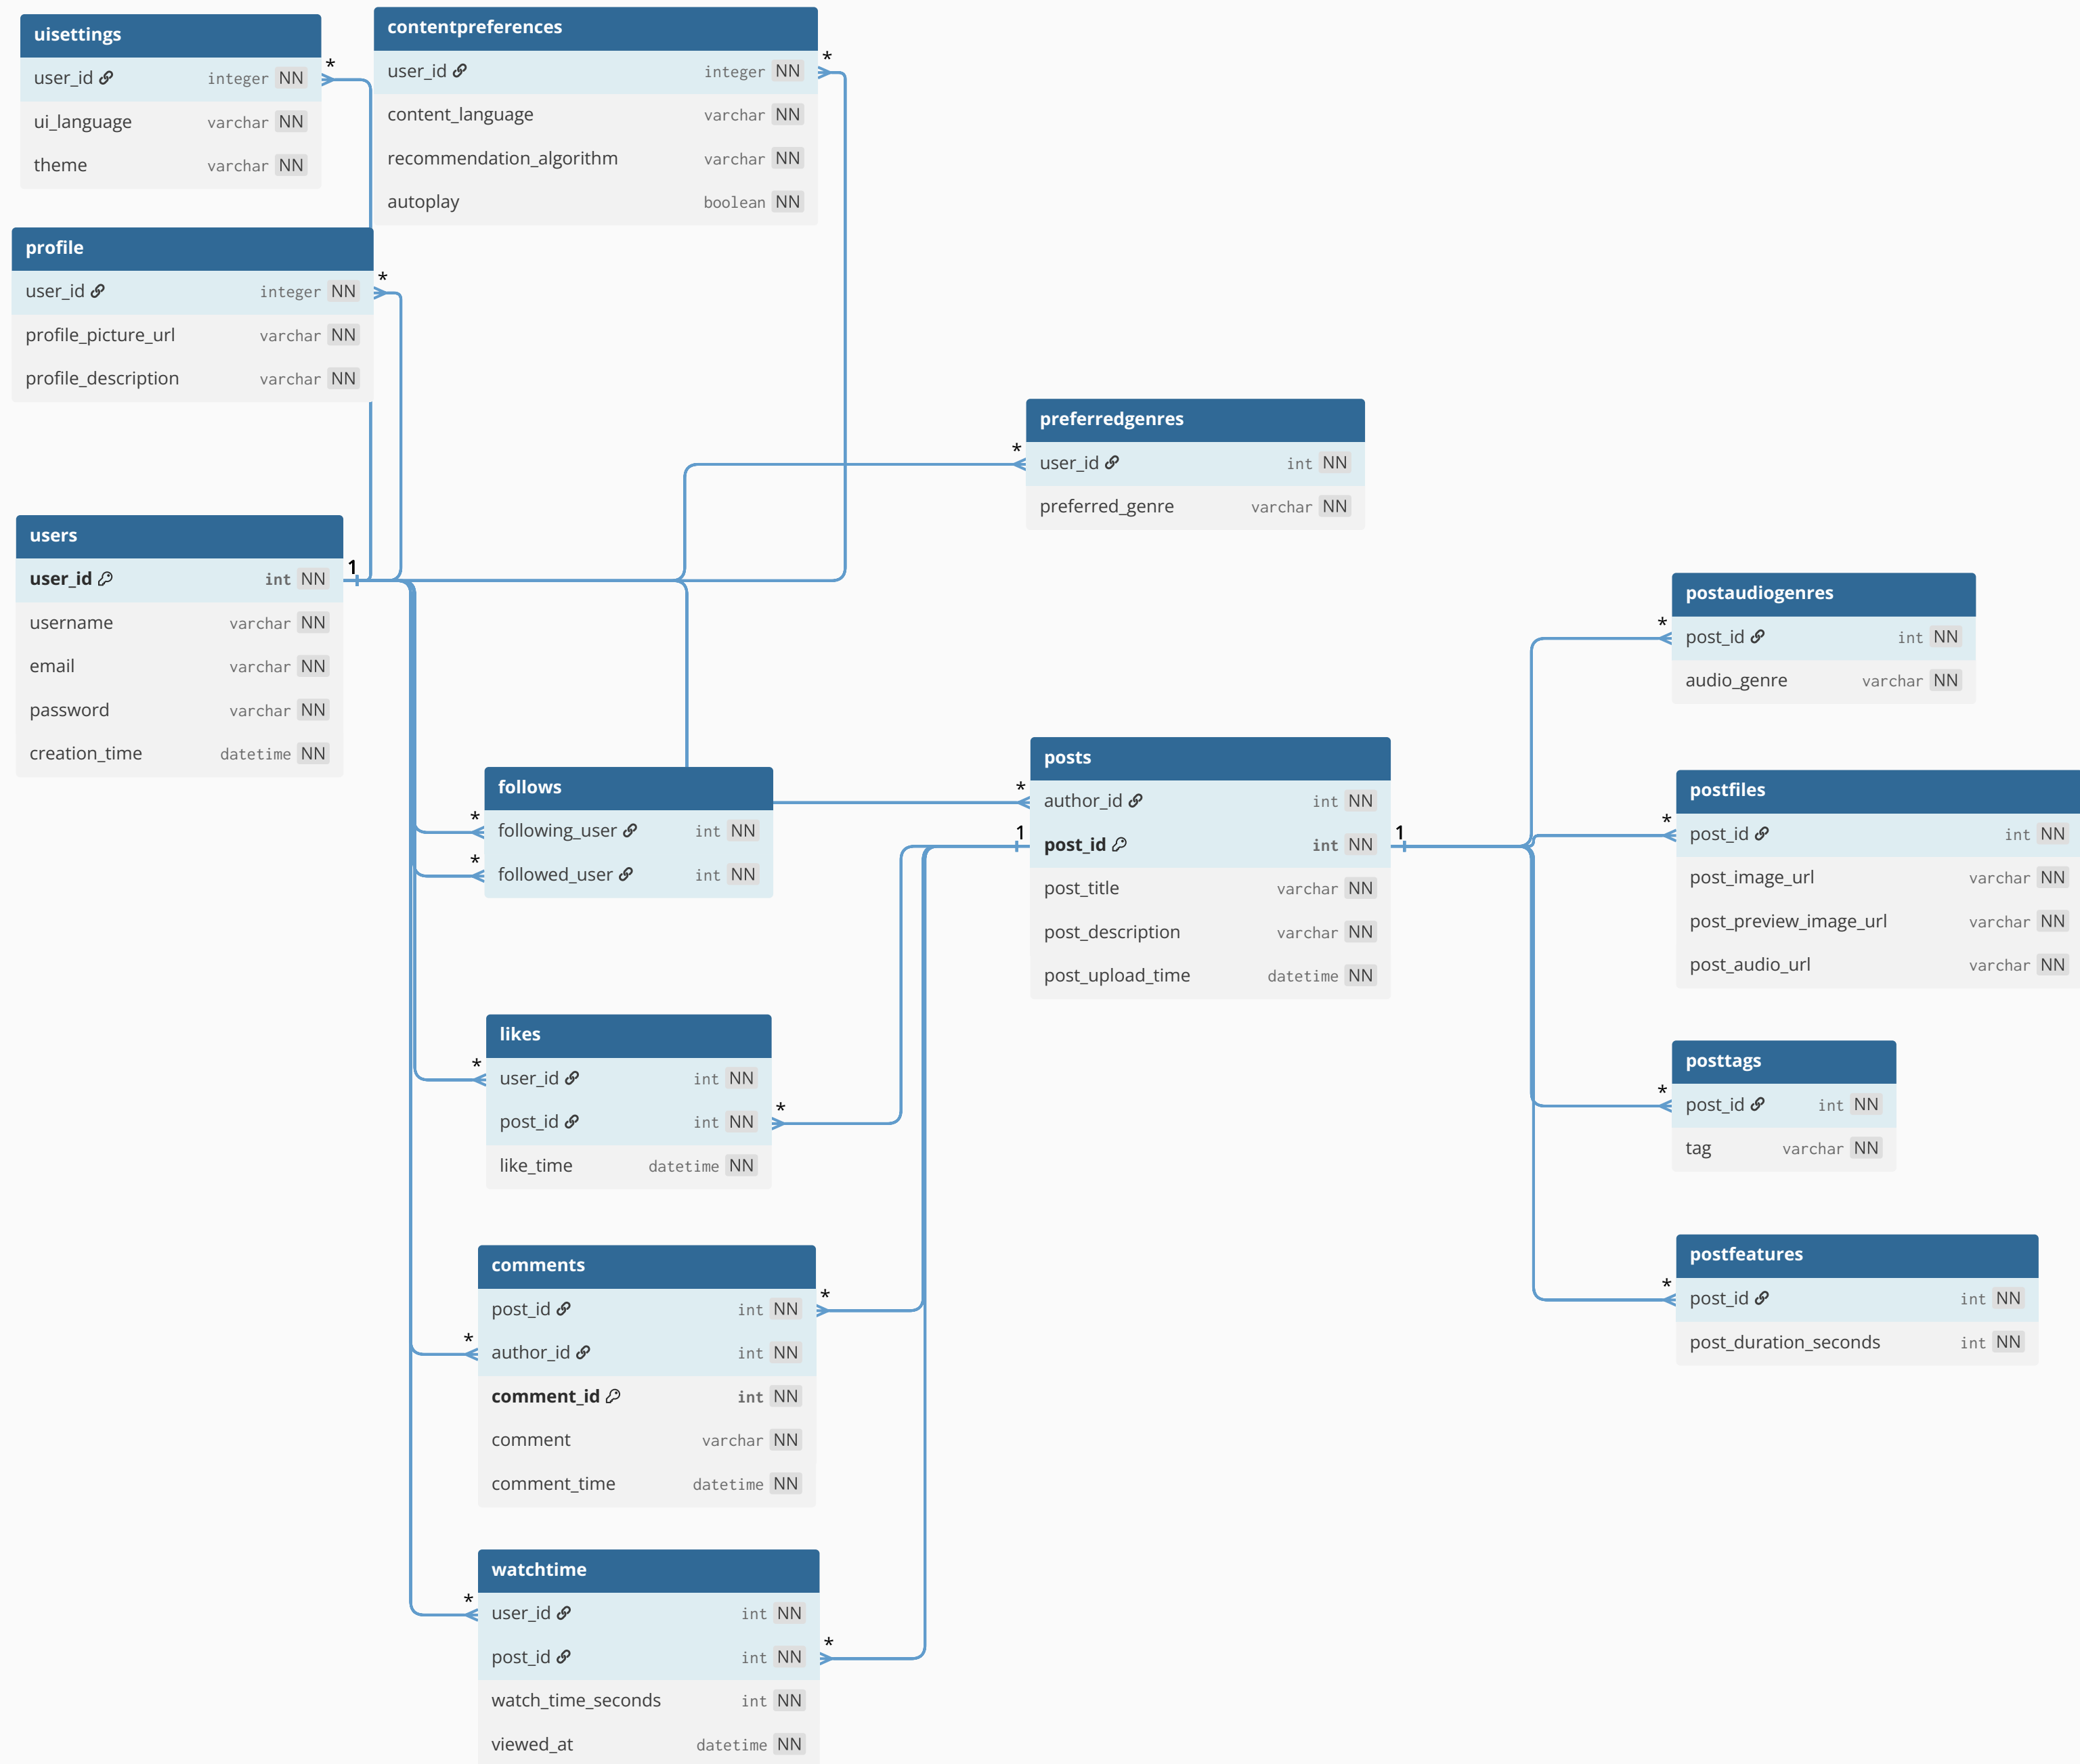 uisettings
user_id integer NN
ui_language varchar NN
theme varchar NN
contentpreferences
user_id integer NN
content_language varchar NN
recommendation_algorithm varchar NN
autoplay boolean NN
profile
user_id integer NN
profile_picture_url varchar NN
profile_description varchar NN
preferredgenres
user_id int NN
preferred_genre varchar NN
users
user_id int NN
username varchar NN
email varchar NN
password varchar NN
creation_time datetime NN
follows
following_user int NN
followed_user int NN
posts
author_id int NN
post_id int NN
post_title varchar NN
post_description varchar NN
post_upload_time datetime NN
postaudiogenres
post_id int NN
audio_genre varchar NN
postfiles
post_id int NN
post_image_url varchar NN
post_preview_image_url varchar NN
post_audio_url varchar NN
likes
user_id int NN
post_id int NN
like_time datetime NN
posttags
post_id int NN
tag varchar NN
comments
post_id int NN
author_id int NN
comment_id int NN
comment varchar NN
comment_time datetime NN
postfeatures
post_id int NN
post_duration_seconds int NN
watchtime
user_id int NN
post_id int NN
watch_time_seconds int NN
viewed_at datetime NN
*
*
*
*
1
*
*
*
1
1
*
*
*
*
*
*
*
*
*
*